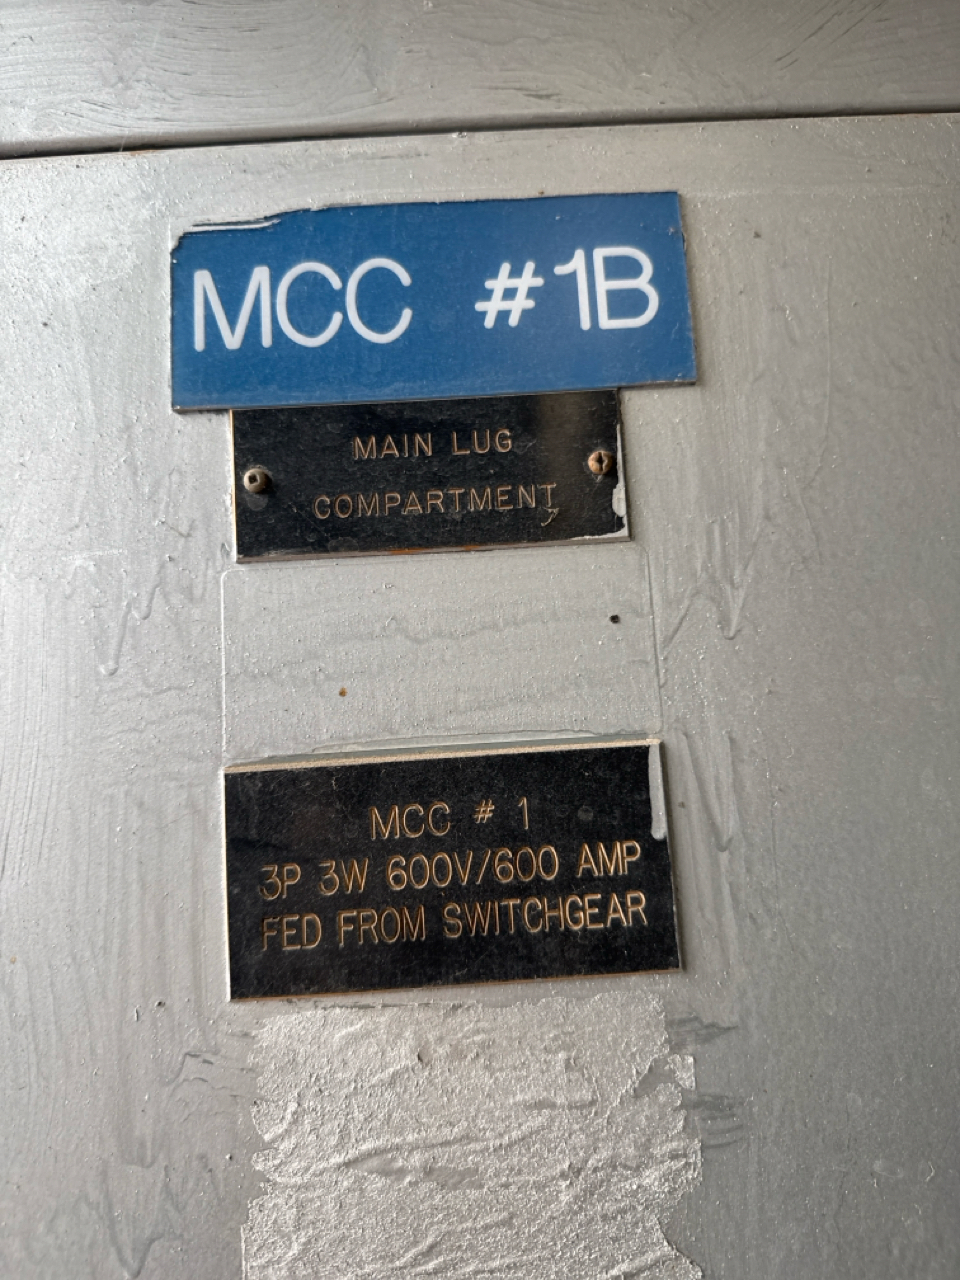 MCC #1B
MAIN LUG
COMPARTMENT
MCC # 1
3P 3W 600V/600 AMP
FED FROM SWITCHGEAR